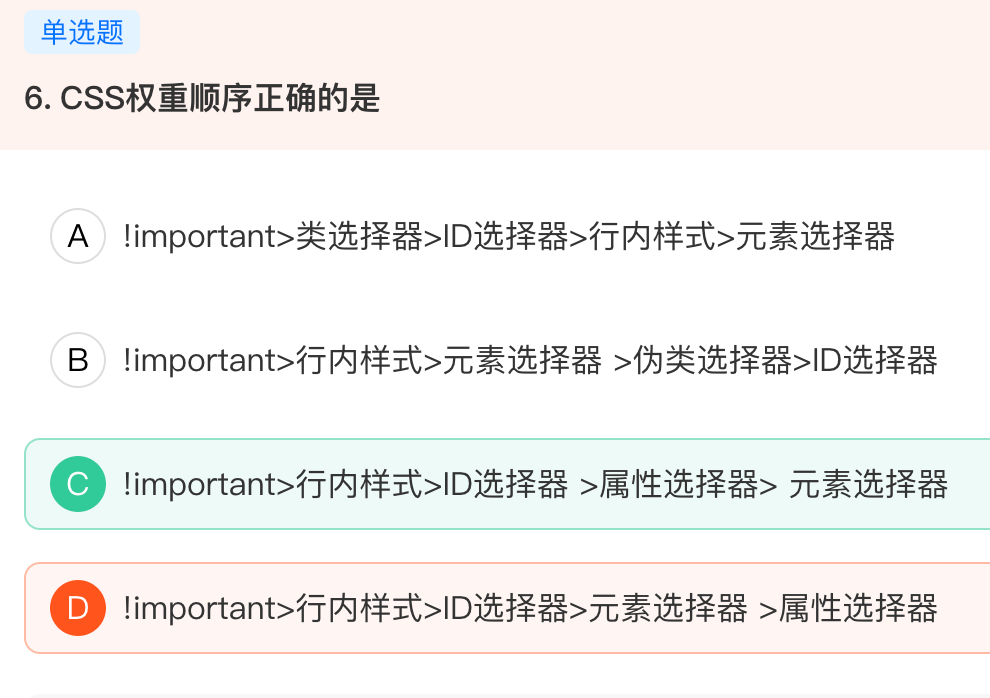 单选题
6. CSS权重顺序正确的是
A !important>类选择器>ID选择器>行内样式>元素选择器
B !important>行内样式>元素选择器 >伪类选择器>ID选择器
C !important>行内样式>ID选择器 >属性选择器> 元素选择器
D !important>行内样式>ID选择器>元素选择器 >属性选择器